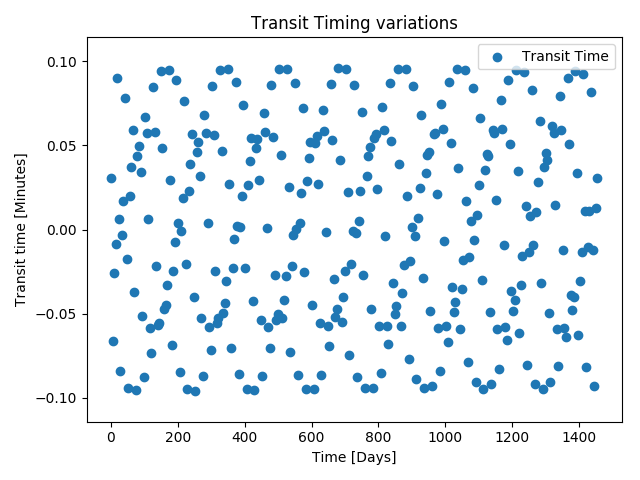 Transit Timing variations
Transit Time
0.10
0.05
0.00
−0.05
−0.10
Transit time [Minutes]
0 200 400 600 800 1000 1200 1400
Time [Days]